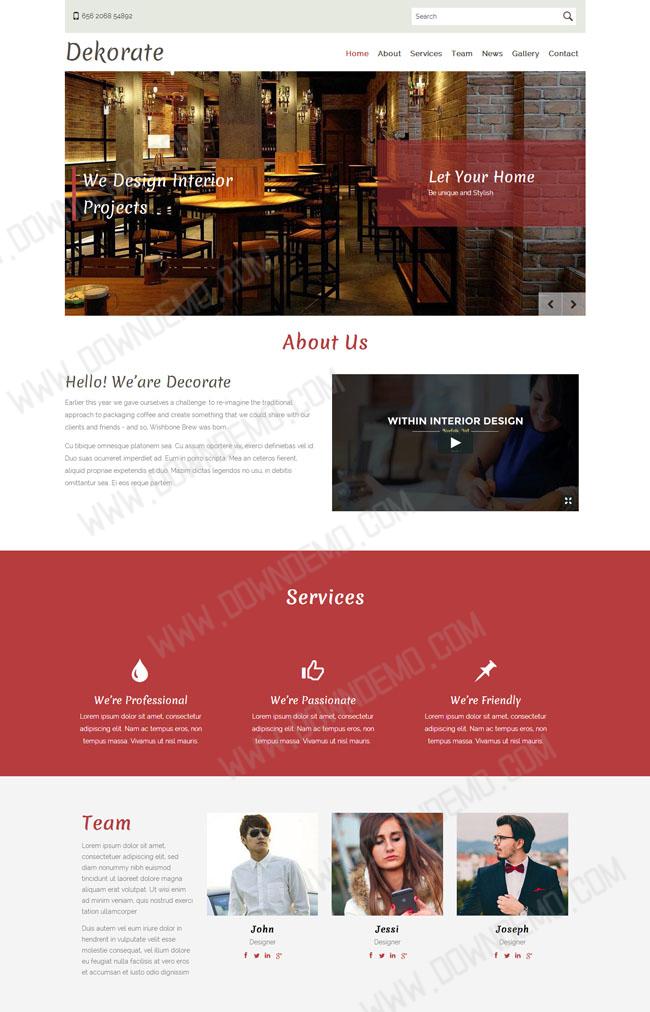 656 2068 54892
Search
Dekorate
Home About Services Team News Gallery Contact
We Design Interior
Projects
Let Your Home
Be unique and Stylish
About Us
Hello! We'are Decorate
Earlier this year we gave ourselves a challenge: to re-imagine the traditional
approach to packaging coffee and create something that we could share with our
clients and friends - and so, Wishbone Brew was born.
Cu tibique omnesque platonem sea. Cu assum oportere vix, exerci definiebas vel id.
Duo suas ocurreret imperdiet ad. Eum in porro scripta. Mea an ceteros fierent,
aliquid propriae expetendis et duo. Mazim dictas legendos no usu, in debitis
omittantur sea. Ei eos reque partem.
WITHIN INTERIOR DESIGN
Services
We're Professional
Lorem ipsum dolor sit amet, consectetur
adipiscing elit. Nam ac tempus eros, non
tempus massa. Vivamus ut nisl mauris.
We're Passionate
Lorem ipsum dolor sit amet, consectetur
adipiscing elit. Nam ac tempus eros, non
tempus massa. Vivamus ut nisl mauris.
We're Friendly
Lorem ipsum dolor sit amet, consectetur
adipiscing elit. Nam ac tempus eros, non
tempus massa. Vivamus ut nisl mauris.
Team
Lorem ipsum dolor sit amet,
consectetuer adipiscing elit, sed
diam nonummy nibh euismod
tincidunt ut laoreet dolore magna
aliquam erat volutpat. Ut wisi enim
ad minim veniam, quis nostrud exerci
tation ullamcorper
Duis autem vel eum iriure dolor in
hendrerit in vulputate velit esse
molestie consequat, vel illum dolore
eu feugiat nulla facilisis at vero eros
et accumsan et iusto odio dignissim
John
Designer
Jessi
Designer
Joseph
Designer
WWW.DOWNDEMO.COM